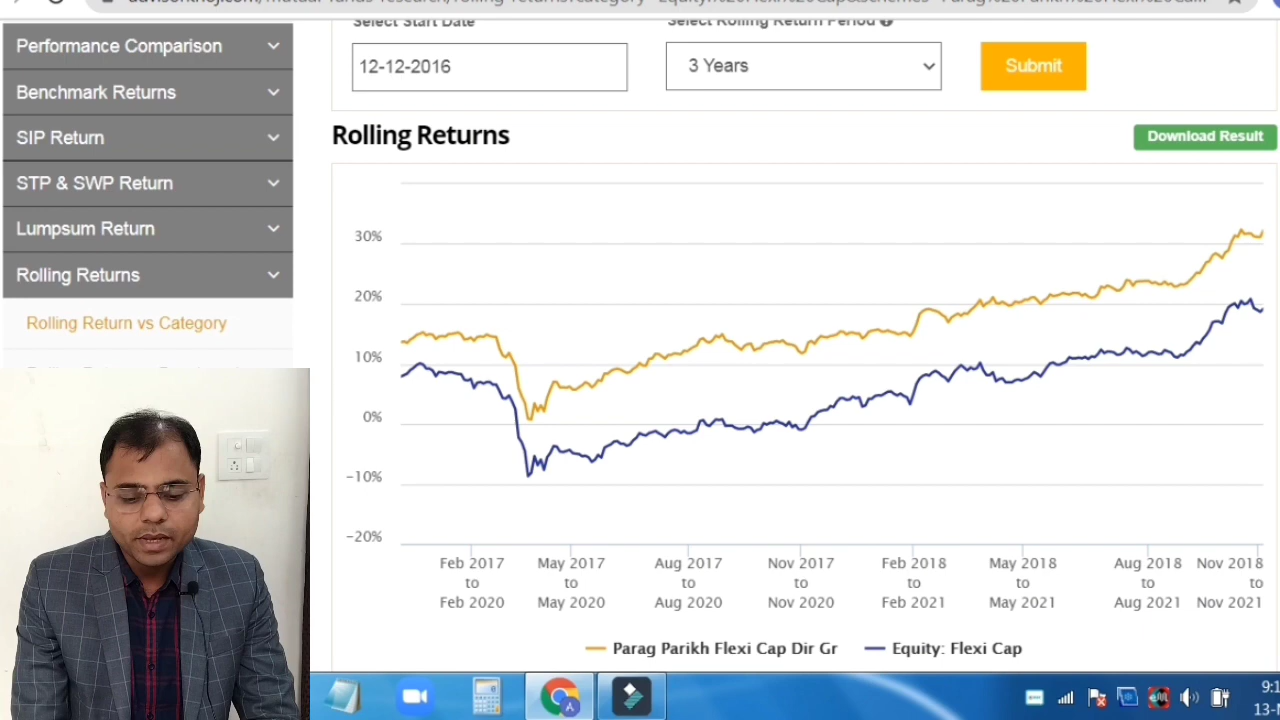 Performance Comparison
Benchmark Returns
SIP Return
STP & SWP Return
Lumpsum Return
Rolling Returns
Rolling Return vs Category
Select Start Date
Select Rolling Return Period
12-12-2016
3 Years
Submit
Rolling Returns
Download Result
30%
20%
10%
0%
-10%
-20%
Feb 2017 May 2017 Aug 2017 Nov 2017 Feb 2018 May 2018 Aug 2018 Nov 2018
to to to to to to to to
Feb 2020 May 2020 Aug 2020 Nov 2020 Feb 2021 May 2021 Aug 2021 Nov 2021
Parag Parikh Flexi Cap Dir Gr
Equity: Flexi Cap